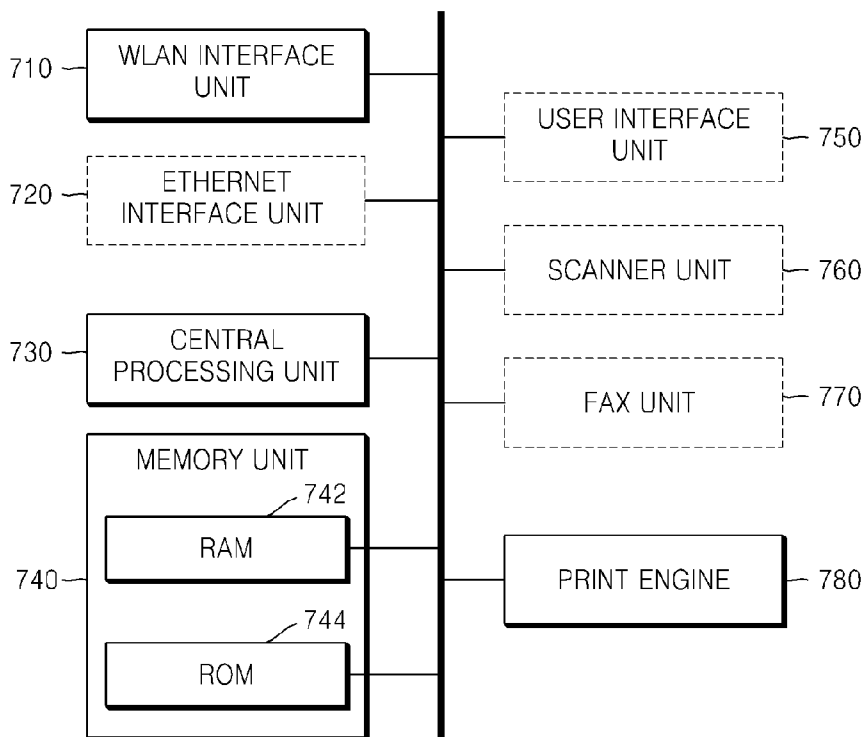 710
WLAN INTERFACE
UNIT
720
ETHERNET
INTERFACE UNIT
730
CENTRAL
PROCESSING UNIT
MEMORY UNIT
742
RAM
740
744
ROM
USER INTERFACE
UNIT
750
SCANNER UNIT
760
FAX UNIT
770
PRINT ENGINE
780